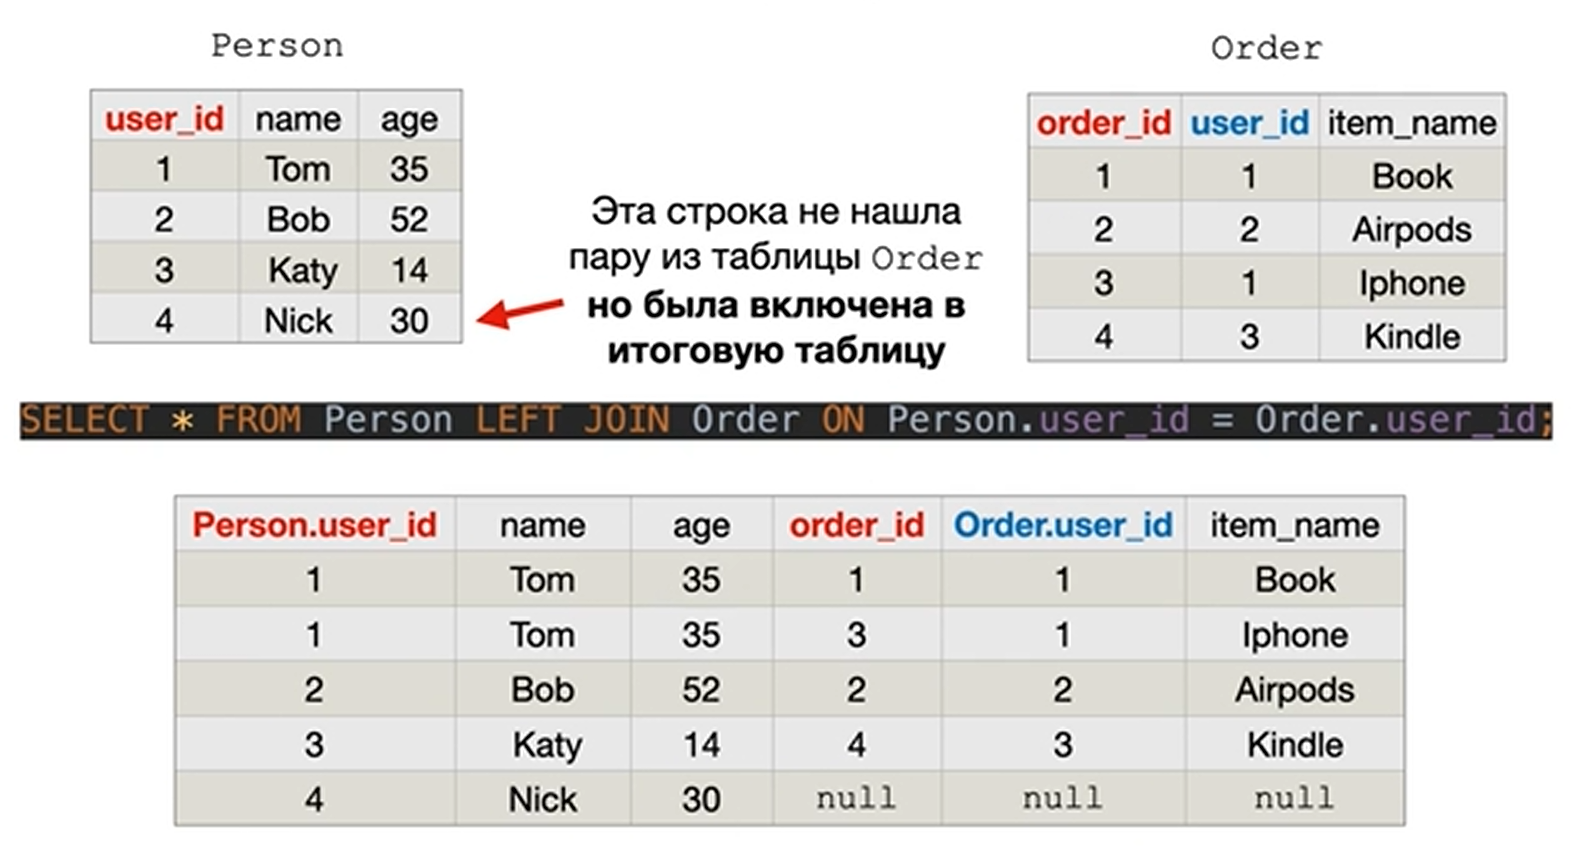 Person
user_id name age
1 Tom 35
2 Bob 52
3 Katy 14
4 Nick 30
Эта строка не нашла
пару из таблицы Order
но была включена в
итоговую таблицу
Order
order_id user_id item_name
1 1 Book
2 2 Airpods
3 1 Iphone
4 3 Kindle
SELECT * FROM Person LEFT JOIN Order ON Person.user_id = Order.user_id;
Person.user_id name age order_id Order.user_id item_name
1 Tom 35 1 1 Book
1 Tom 35 3 1 Iphone
2 Bob 52 2 2 Airpods
3 Katy 14 4 3 Kindle
4 Nick 30 null null null